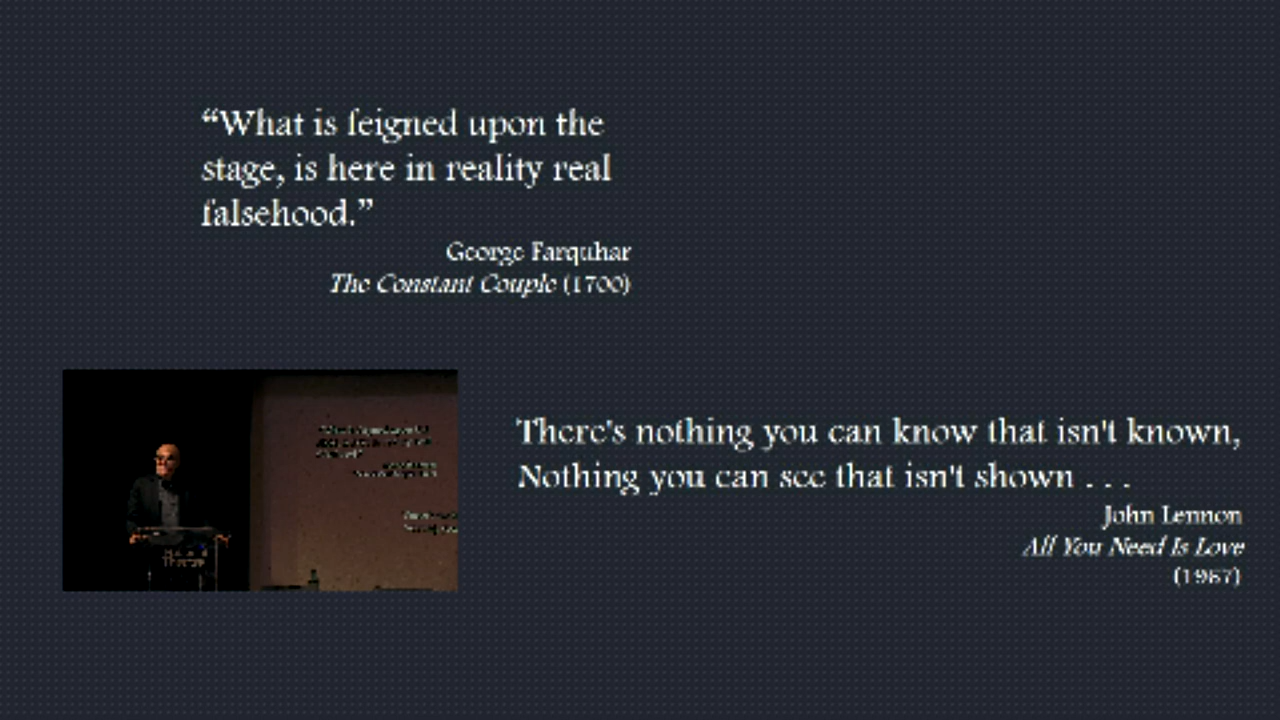 “What is feigned upon the
stage, is here in reality real
falsehood.”
George Farquhar
The Constant Couple (1700)
There's nothing you can know that isn't known,
Nothing you can see that isn't shown . . .
John Lennon
All You Need Is Love
(1967)